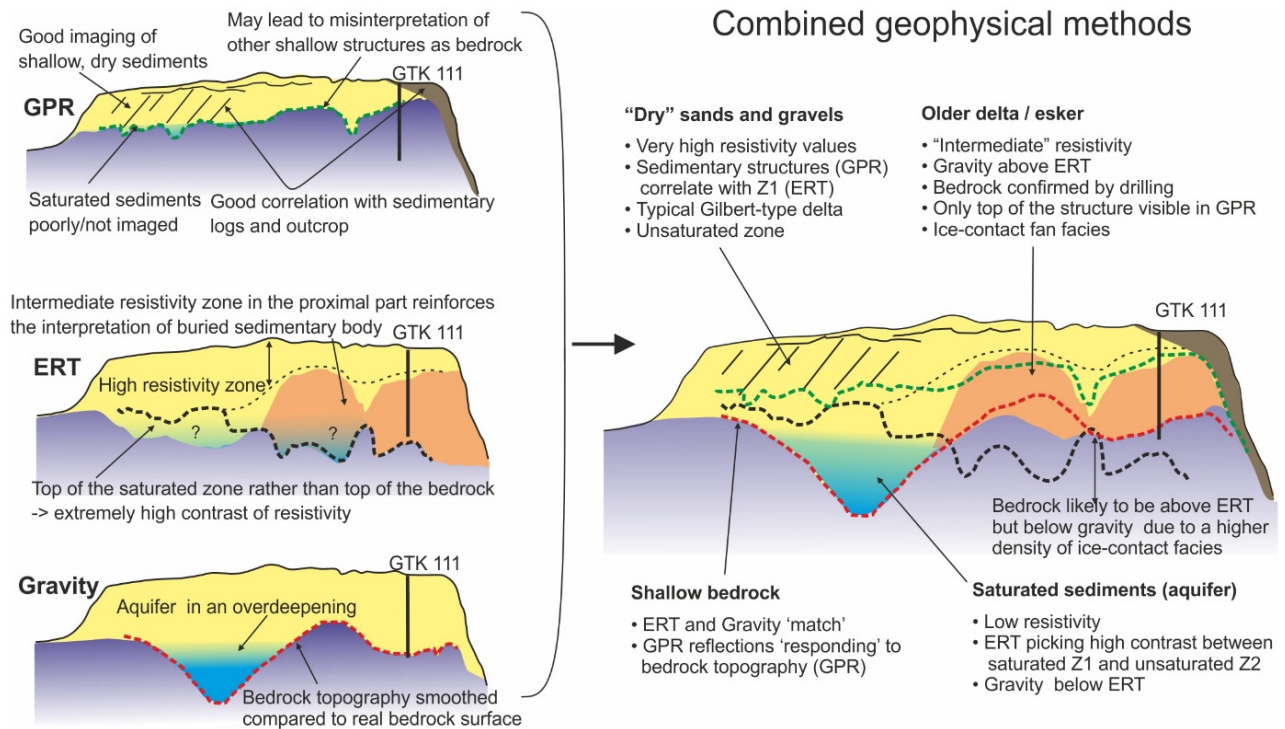 Combined geophysical methods
Good imaging of
shallow, dry sediments
May lead to misinterpretation of
other shallow structures as bedrock
GTK 111
GPR
Saturated sediments
poorly/not imaged
Good correlation with sedimentary
logs and outcrop
Intermediate resistivity zone in the proximal part reinforces
the interpretation of buried sedimentary body
GTK 111
ERT
High resistivity zone
?
?
Top of the saturated zone rather than top of the bedrock
-> extremely high contrast of resistivity
GTK 111
Gravity
Aquifer in an overdeepening
Bedrock topography smoothed
compared to real bedrock surface
“Dry” sands and gravels
• Very high resistivity values
• Sedimentary structures (GPR)
correlate with Z1 (ERT)
• Typical Gilbert-type delta
• Unsaturated zone
Older delta / esker
• “Intermediate” resistivity
• Gravity above ERT
• Bedrock confirmed by drilling
• Only top of the structure visible in GPR
• Ice-contact fan facies
GTK 111
Bedrock likely to be above ERT
but below gravity due to a higher
density of ice-contact facies
Shallow bedrock
• ERT and Gravity ‘match’
• GPR reflections ‘responding’ to
bedrock topography (GPR)
Saturated sediments (aquifer)
• Low resistivity
• ERT picking high contrast between
saturated Z1 and unsaturated Z2
• Gravity below ERT